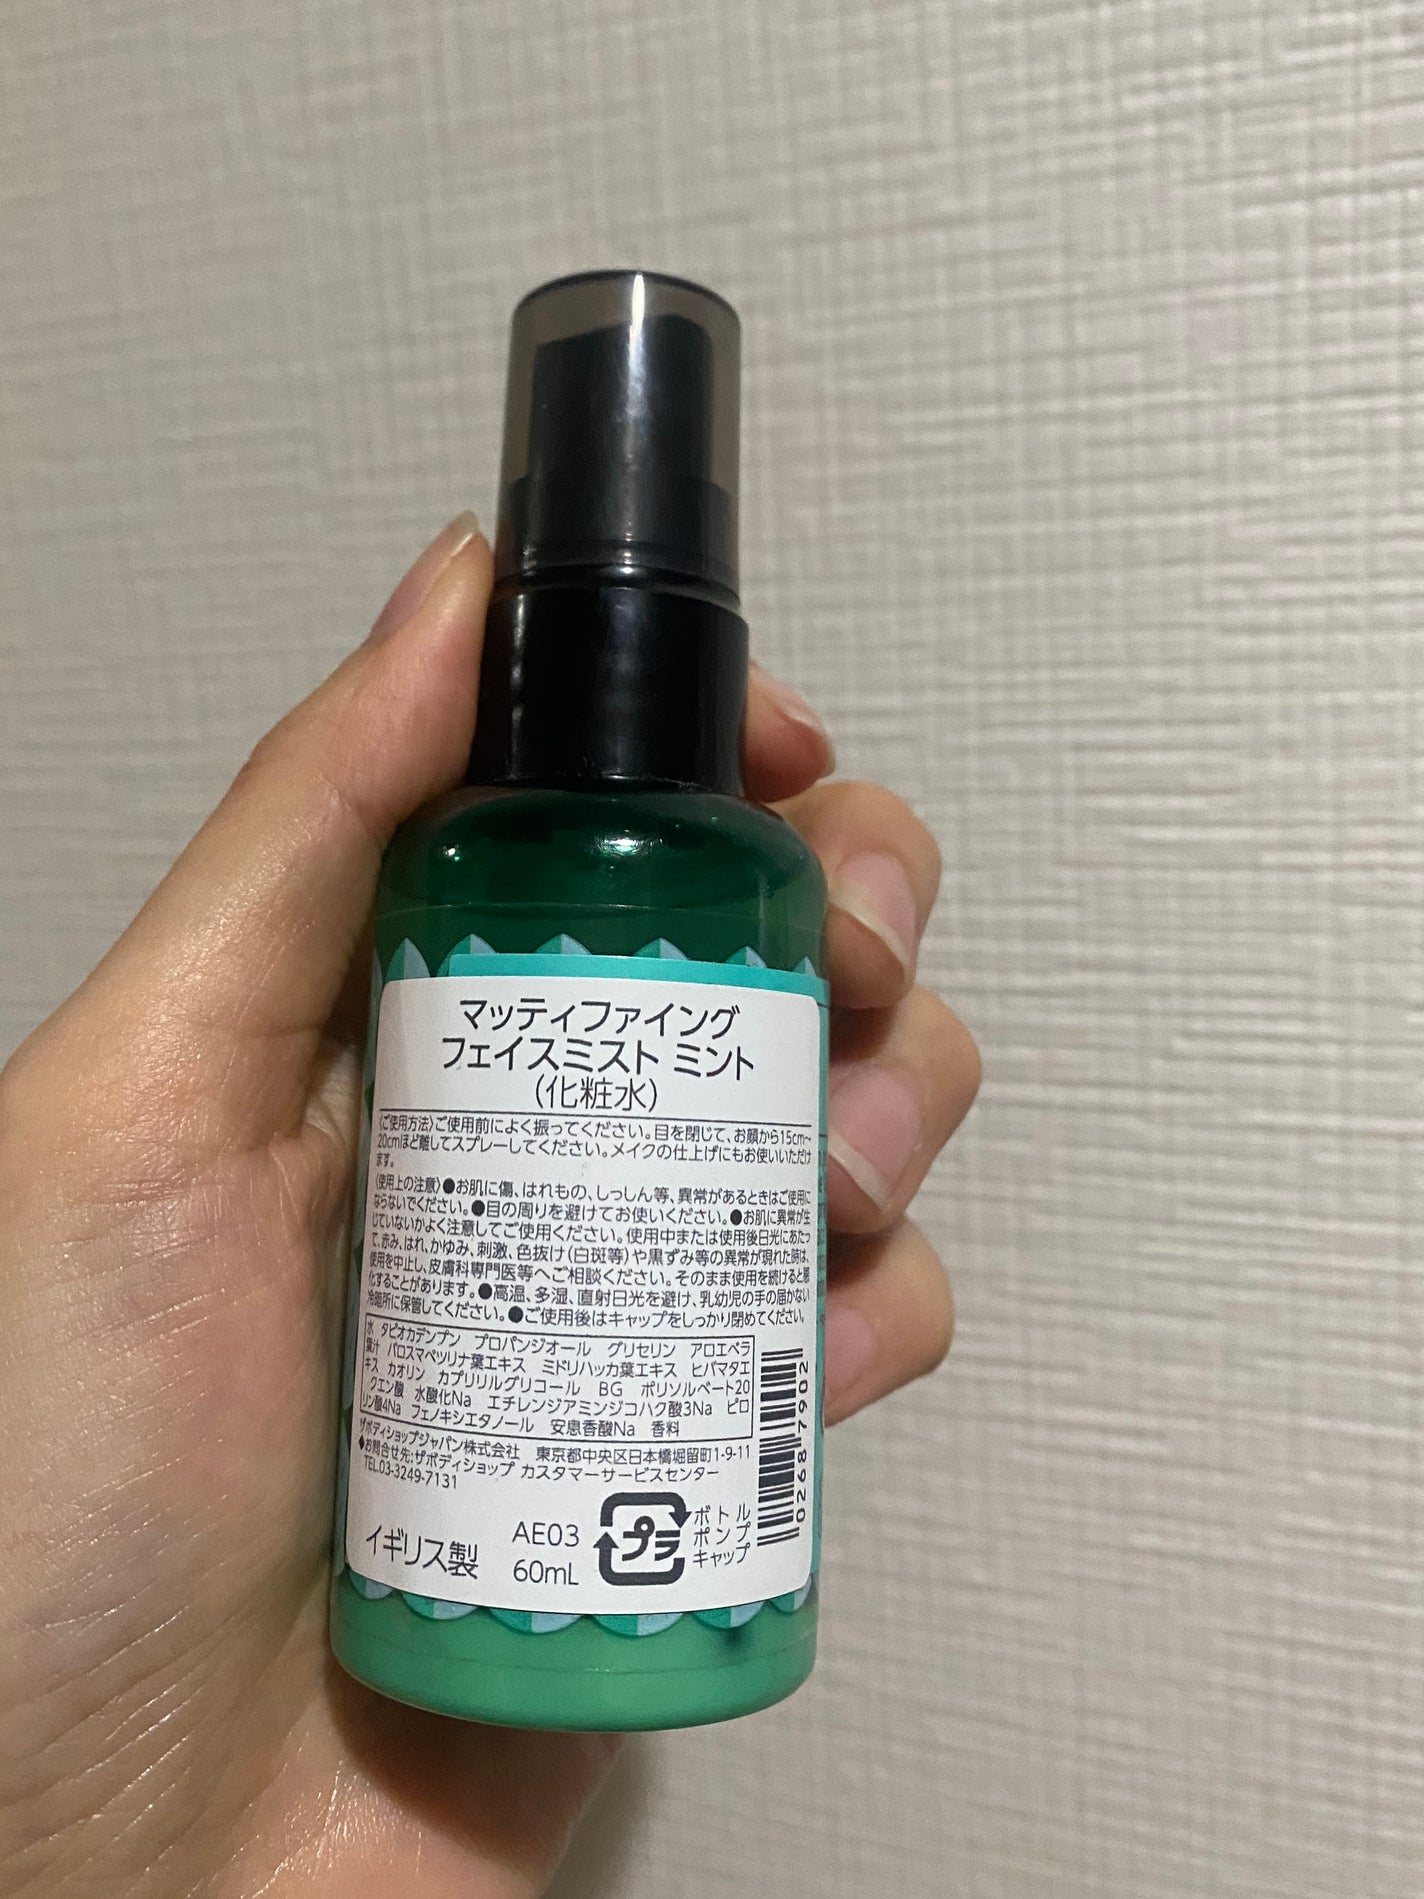 マッティファイング
フェイスミスト ミント
(化粧水)
〈ご使用方法〉ご使用前によく振ってください。目を閉じて、お顔から15cm〜
20cmほど離してスプレーしてください。メイクの仕上げにもお使いいただけ
ます。
〈使用上の注意〉●お肌に傷、はれもの、しっしん等、異常があるときはご使用に
ならないでください。●目の周りを避けてお使いください。●お肌に異常が生
じていないかよく注意してご使用ください。使用中または使用後日光にあたっ
て、赤み、はれ、かゆみ、刺激、色抜け(白斑等)や黒ずみ等の異常が現れた時は、
使用を中止し、皮膚科専門医等へご相談ください。そのまま使用を続けると悪
化することがあります。●高温、多湿、直射日光を避け、乳幼児の手の届かない
冷暗所に保管してください。●ご使用後はキャップをしっかり閉めてください。
水 タピオカデンプン プロパンジオール グリセリン アロエベラ
葉汁 バロスマベツリナ葉エキス ミドリハッカ葉エキス ヒバマタエ
キス カオリン カプリリルグリコール BG ポリソルベート20
クエン酸 水酸化Na エチレンジアミンジコハク酸3Na ピロ
リン酸4Na フェノキシエタノール 安息香酸Na 香料
ザボディショップジャパン株式会社 東京都中央区日本橋堀留町1-9-11
◆お問合せ先:ザボディショップ カスタマーサービスセンター
TEL03-3249-7131
イギリス製
AE03
60mL
プラ
ボトル
ポンプ
キャップ
0268 7902